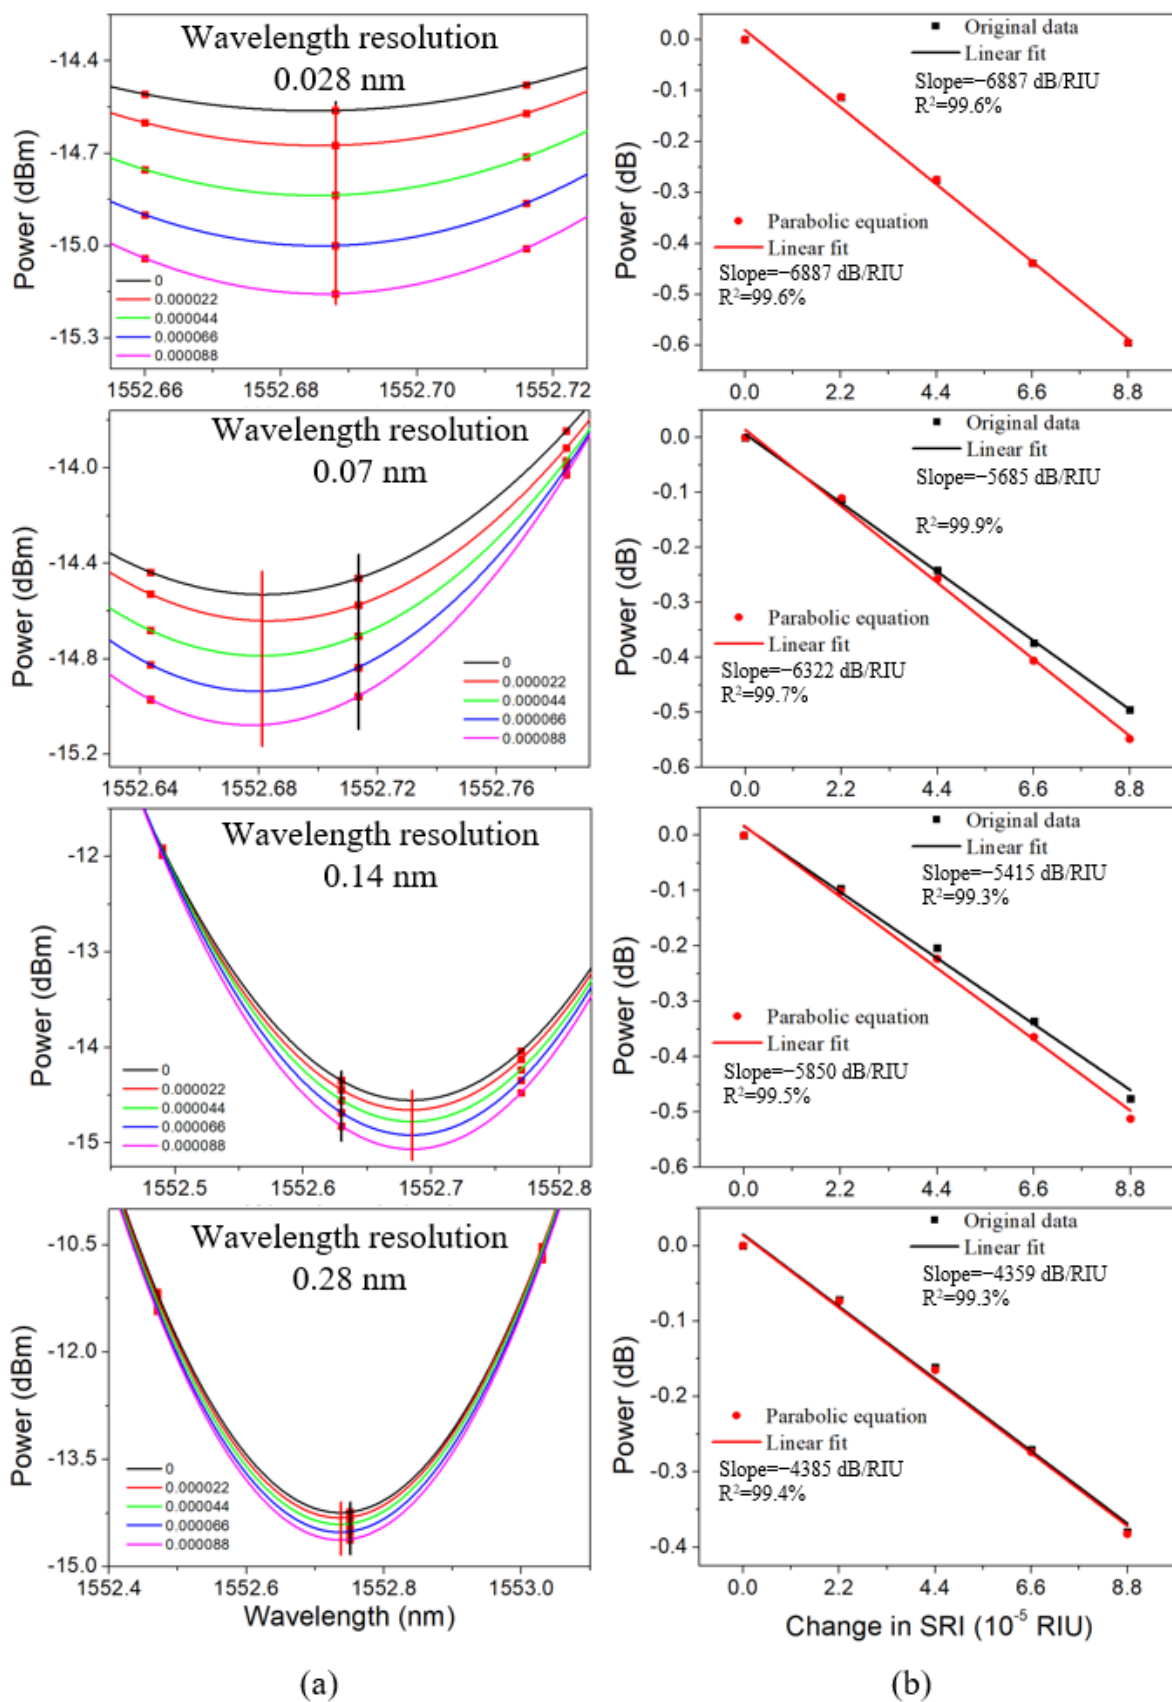 Wavelength resolution
0.028 nm
Power (dBm)
-14.4
-14.7
-15.0
-15.3
0
0.000022
0.000044
0.000066
0.000088
1552.66 1552.68 1552.70 1552.72
Power (dB)
0.0
-0.1
-0.2
-0.3
-0.4
-0.5
-0.6
Original data
Linear fit
Slope=−6887 dB/RIU
R²=99.6%
Parabolic equation
Linear fit
Slope=−6887 dB/RIU
R²=99.6%
0.0 2.2 4.4 6.6 8.8
Wavelength resolution
0.07 nm
Power (dBm)
-14.0
-14.4
-14.8
-15.2
0
0.000022
0.000044
0.000066
0.000088
1552.64 1552.68 1552.72 1552.76
Power (dB)
0.0
-0.1
-0.2
-0.3
-0.4
-0.5
-0.6
Original data
Linear fit
Slope=−5685 dB/RIU
R²=99.9%
Parabolic equation
Linear fit
Slope=−6322 dB/RIU
R²=99.7%
0.0 2.2 4.4 6.6 8.8
Wavelength resolution
0.14 nm
Power (dBm)
-12
-13
-14
-15
0
0.000022
0.000044
0.000066
0.000088
1552.5 1552.6 1552.7 1552.8
Power (dB)
0.0
-0.1
-0.2
-0.3
-0.4
-0.5
-0.6
Original data
Linear fit
Slope=−5415 dB/RIU
R²=99.3%
Parabolic equation
Linear fit
Slope=−5850 dB/RIU
R²=99.5%
0.0 2.2 4.4 6.6 8.8
Wavelength resolution
0.28 nm
Power (dBm)
-10.5
-12.0
-13.5
-15.0
0
0.000022
0.000044
0.000066
0.000088
1552.4 1552.6 1552.8 1553.0
Wavelength (nm)
Power (dB)
0.0
-0.1
-0.2
-0.3
-0.4
Original data
Linear fit
Slope=−4359 dB/RIU
R²=99.3%
Parabolic equation
Linear fit
Slope=−4385 dB/RIU
R²=99.4%
0.0 2.2 4.4 6.6 8.8
Change in SRI (10⁻⁵ RIU)
(a) (b)